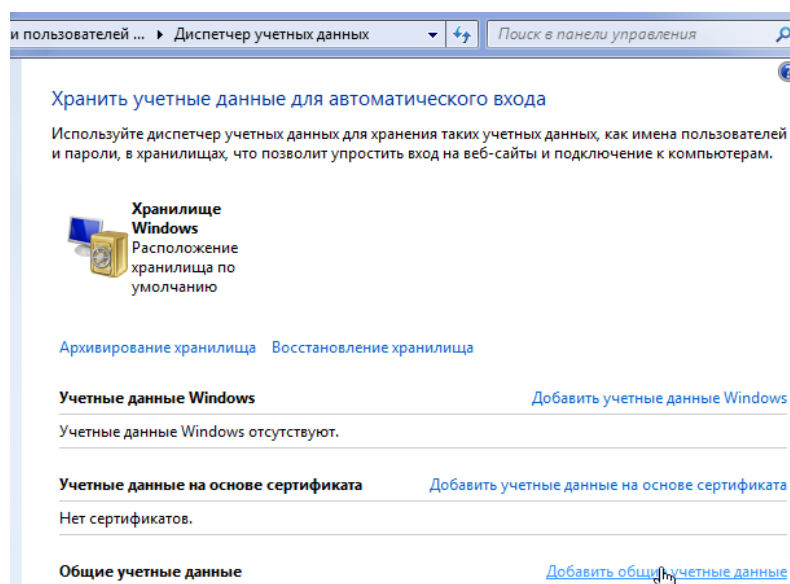 и пользователей ... ▸ Диспетчер учетных данных
Поиск в панели управления
Хранить учетные данные для автоматического входа
Используйте диспетчер учетных данных для хранения таких учетных данных, как имена пользователей
и пароли, в хранилищах, что позволит упростить вход на веб-сайты и подключение к компьютерам.
Хранилище
Windows
Расположение
хранилища по
умолчанию
Архивирование хранилища Восстановление хранилища
Учетные данные Windows Добавить учетные данные Windows
Учетные данные Windows отсутствуют.
Учетные данные на основе сертификата Добавить учетные данные на основе сертификата
Нет сертификатов.
Общие учетные данные Добавить общие учетные данные